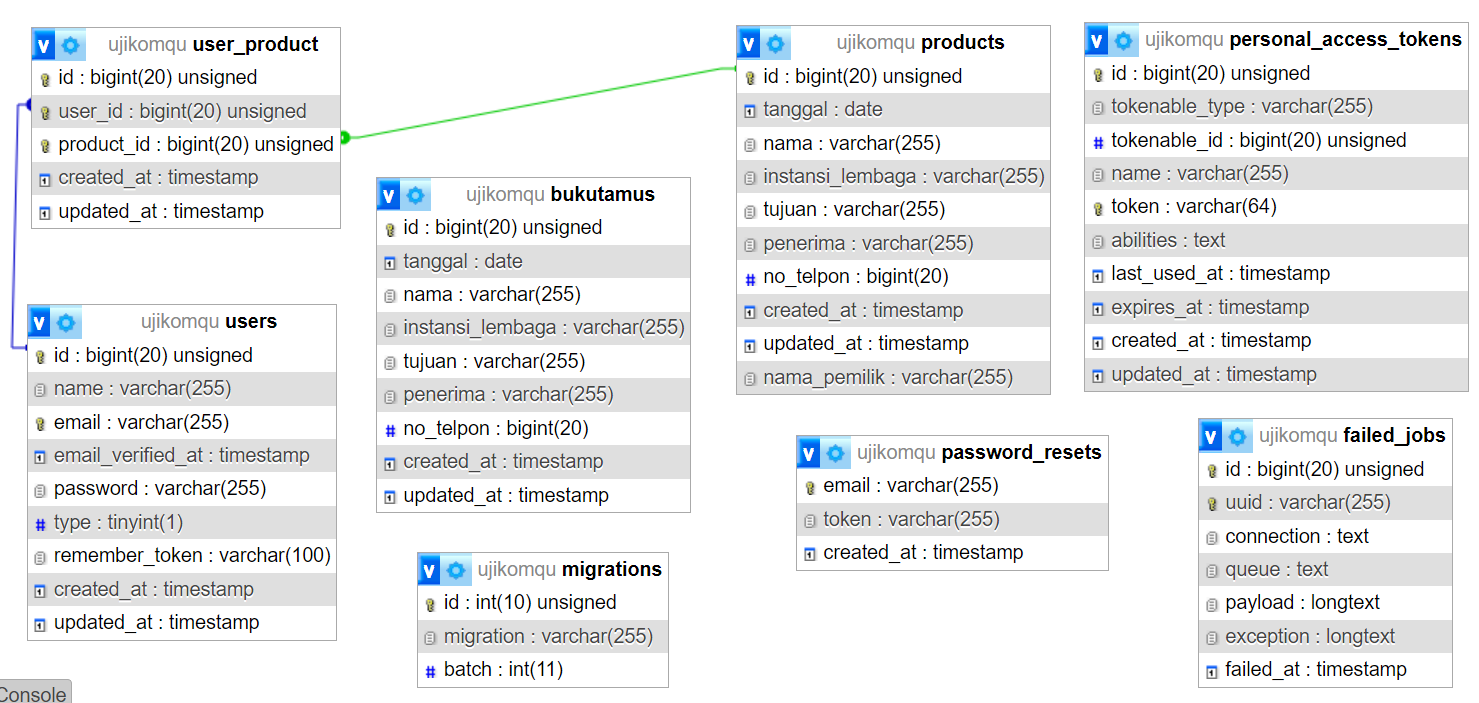 ujikomqu user_product
id : bigint(20) unsigned
user_id : bigint(20) unsigned
product_id : bigint(20) unsigned
created_at : timestamp
updated_at : timestamp
ujikomqu users
id : bigint(20) unsigned
name : varchar(255)
email : varchar(255)
email_verified_at : timestamp
password : varchar(255)
type : tinyint(1)
remember_token : varchar(100)
created_at : timestamp
updated_at : timestamp
ujikomqu bukutamus
id : bigint(20) unsigned
tanggal : date
nama : varchar(255)
instansi_lembaga : varchar(255)
tujuan : varchar(255)
penerima : varchar(255)
no_telpon : bigint(20)
created_at : timestamp
updated_at : timestamp
ujikomqu migrations
id : int(10) unsigned
migration : varchar(255)
batch : int(11)
ujikomqu products
id : bigint(20) unsigned
tanggal : date
nama : varchar(255)
instansi_lembaga : varchar(255)
tujuan : varchar(255)
penerima : varchar(255)
no_telpon : bigint(20)
created_at : timestamp
updated_at : timestamp
nama_pemilik : varchar(255)
ujikomqu password_resets
email : varchar(255)
token : varchar(255)
created_at : timestamp
ujikomqu personal_access_tokens
id : bigint(20) unsigned
tokenable_type : varchar(255)
tokenable_id : bigint(20) unsigned
name : varchar(255)
token : varchar(64)
abilities : text
last_used_at : timestamp
expires_at : timestamp
created_at : timestamp
updated_at : timestamp
ujikomqu failed_jobs
id : bigint(20) unsigned
uuid : varchar(255)
connection : text
queue : text
payload : longtext
exception : longtext
failed_at : timestamp
Console